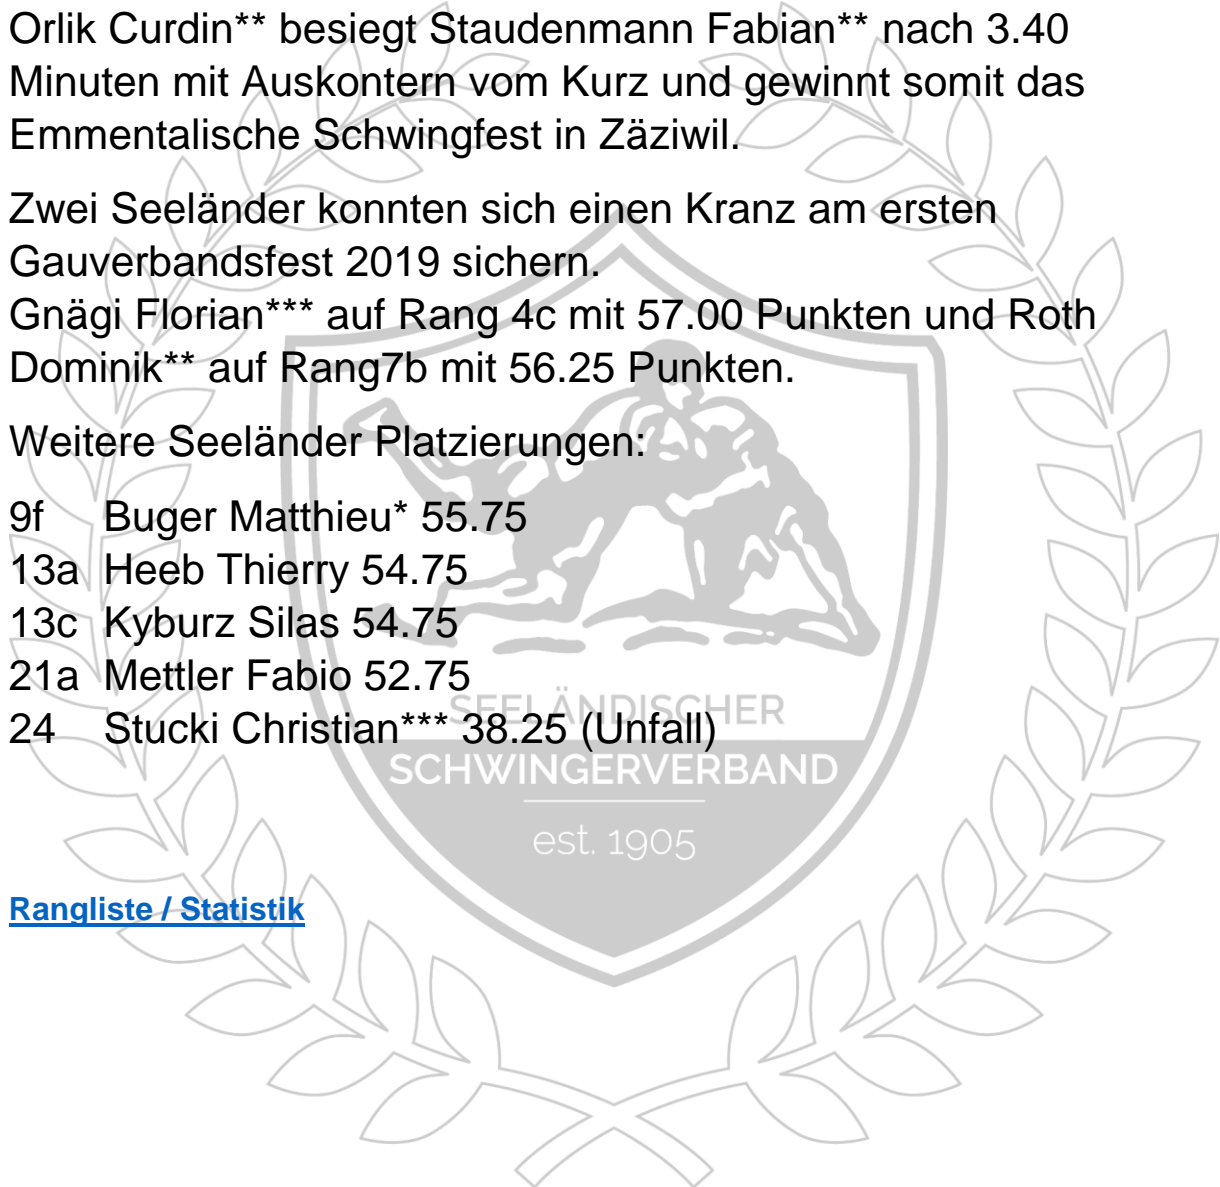 Orlik Curdin** besiegt Staudenmann Fabian** nach 3.40
Minuten mit Auskontern vom Kurz und gewinnt somit das
Emmentalische Schwingfest in Zäziwil.
Zwei Seeländer konnten sich einen Kranz am ersten
Gauverbandsfest 2019 sichern.
Gnägi Florian*** auf Rang 4c mit 57.00 Punkten und Roth
Dominik** auf Rang7b mit 56.25 Punkten.
Weitere Seeländer Platzierungen:
9f Buger Matthieu* 55.75
13a Heeb Thierry 54.75
13c Kyburz Silas 54.75
21a Mettler Fabio 52.75
24 Stucki Christian*** 38.25 (Unfall)
SEELÄNDISCHER
SCHWINGERVERBAND
est. 1905
Rangliste / Statistik